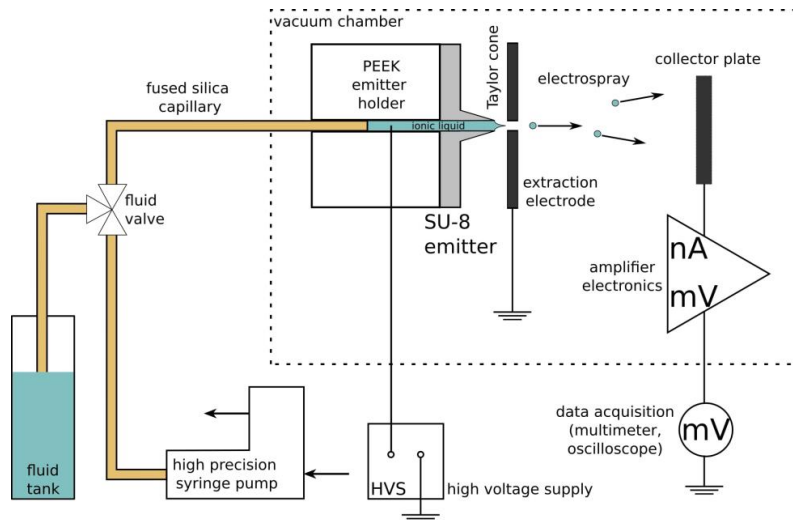 vacuum chamber
fused silica
capillary
PEEK
emitter
holder
ionic liquid
Taylor cone
electrospray
collector plate
fluid
valve
SU-8
emitter
extraction
electrode
amplifier
electronics
nA
mV
fluid
tank
high precision
syringe pump
HVS
high voltage supply
data acquisition
(multimeter,
oscilloscope)
mV